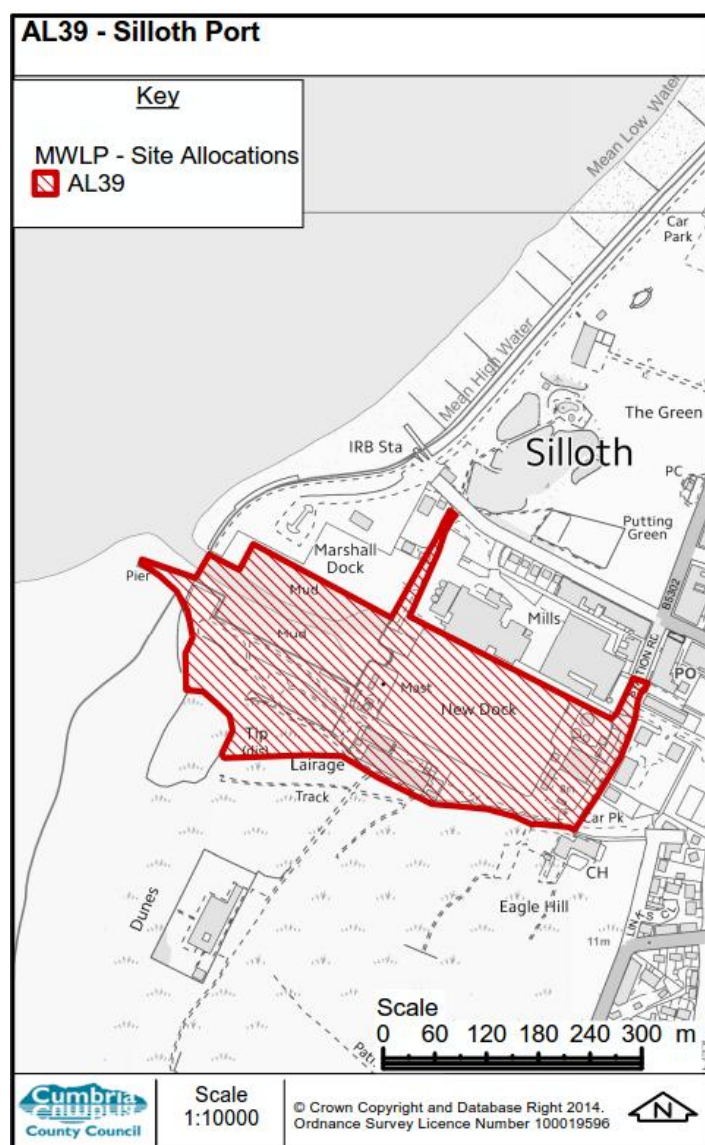 AL39 - Silloth Port
Key
MWLP - Site Allocations
AL39
Mean Low Water
Car
Park
Mean High Water
The Green
IRB Sta
Silloth
PC
Putting
Green
Marshall
Dock
B5302
Pier
Mud
Mills
Mud
PO
Mast
New Dock
Tip
(dis)
Lairage
8m
Track
Car Pk
CH
Dunes
Eagle Hill
11m
Scale
0 60 120 180 240 300 m
Cumbria
County Council
Scale
1:10000
© Crown Copyright and Database Right 2014.
Ordnance Survey Licence Number 100019596
N